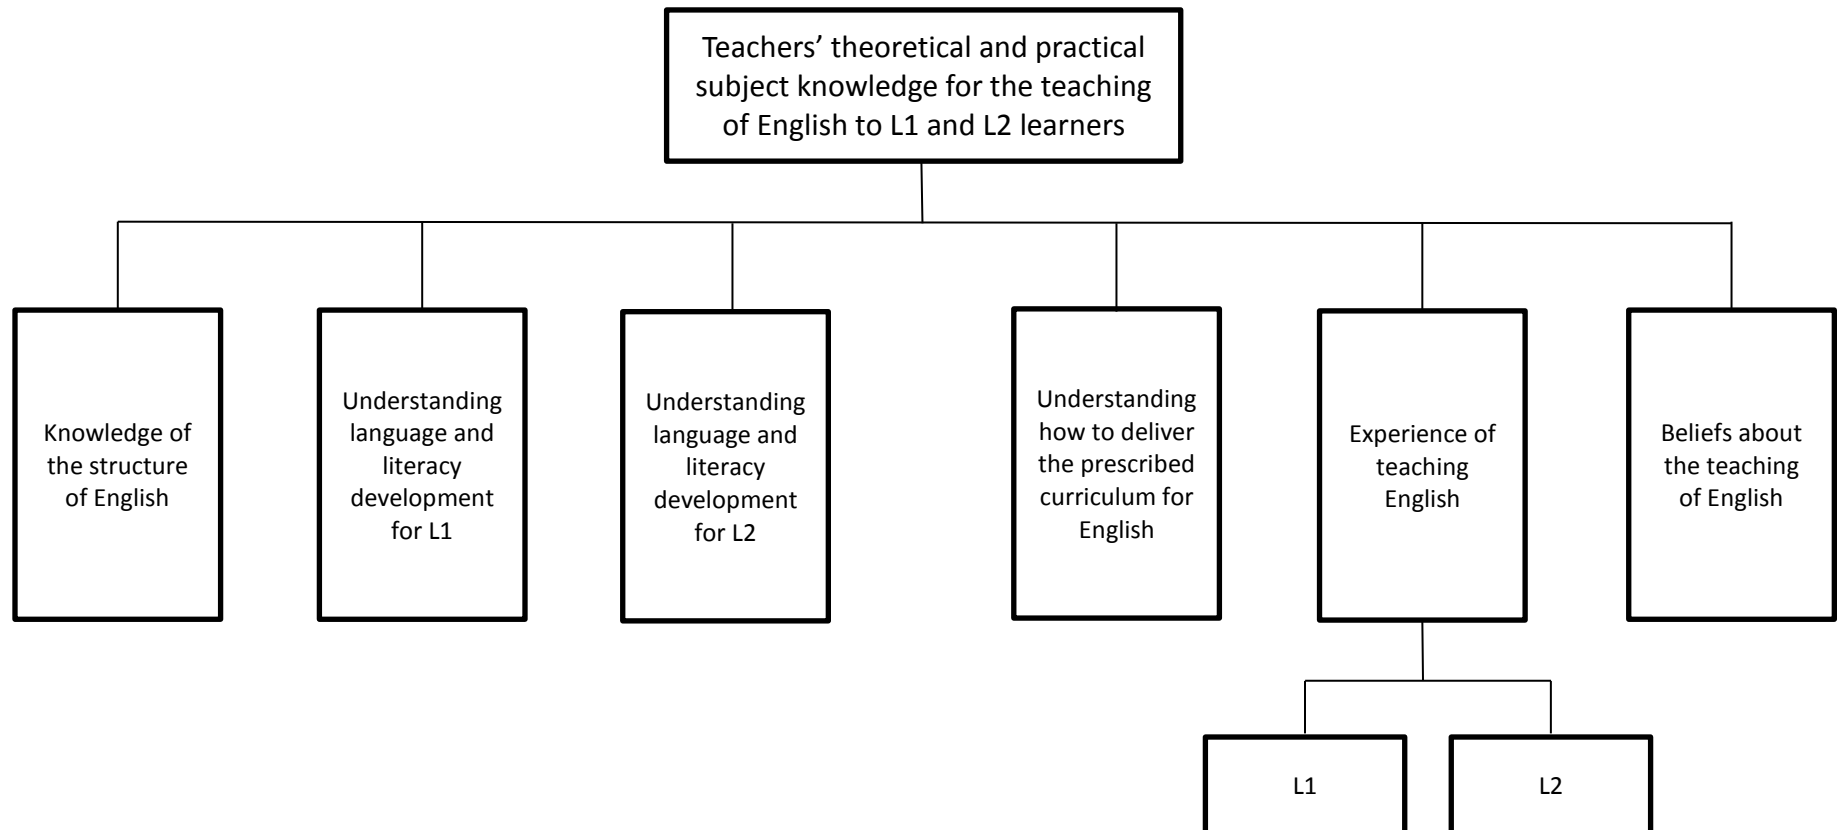 Teachers’ theoretical and practical
subject knowledge for the teaching
of English to L1 and L2 learners
Knowledge of
the structure
of English
Understanding
language and
literacy
development
for L1
Understanding
language and
literacy
development
for L2
Understanding
how to deliver
the prescribed
curriculum for
English
Experience of
teaching
English
Beliefs about
the teaching
of English
L1
L2